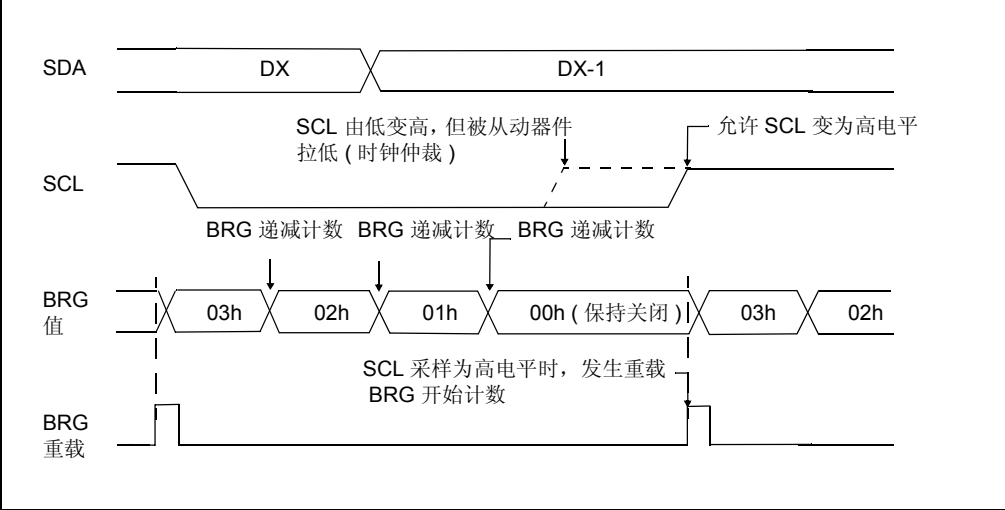 SDA
DX
DX-1
SCL 由低变高，但被从动器件
拉低 ( 时钟仲裁 )
允许 SCL 变为高电平
SCL
BRG 递减计数
BRG 递减计数
BRG 递减计数
BRG
值
03h
02h
01h
00h ( 保持关闭 )
03h
02h
SCL 采样为高电平时，发生重载
BRG 开始计数
BRG
重载